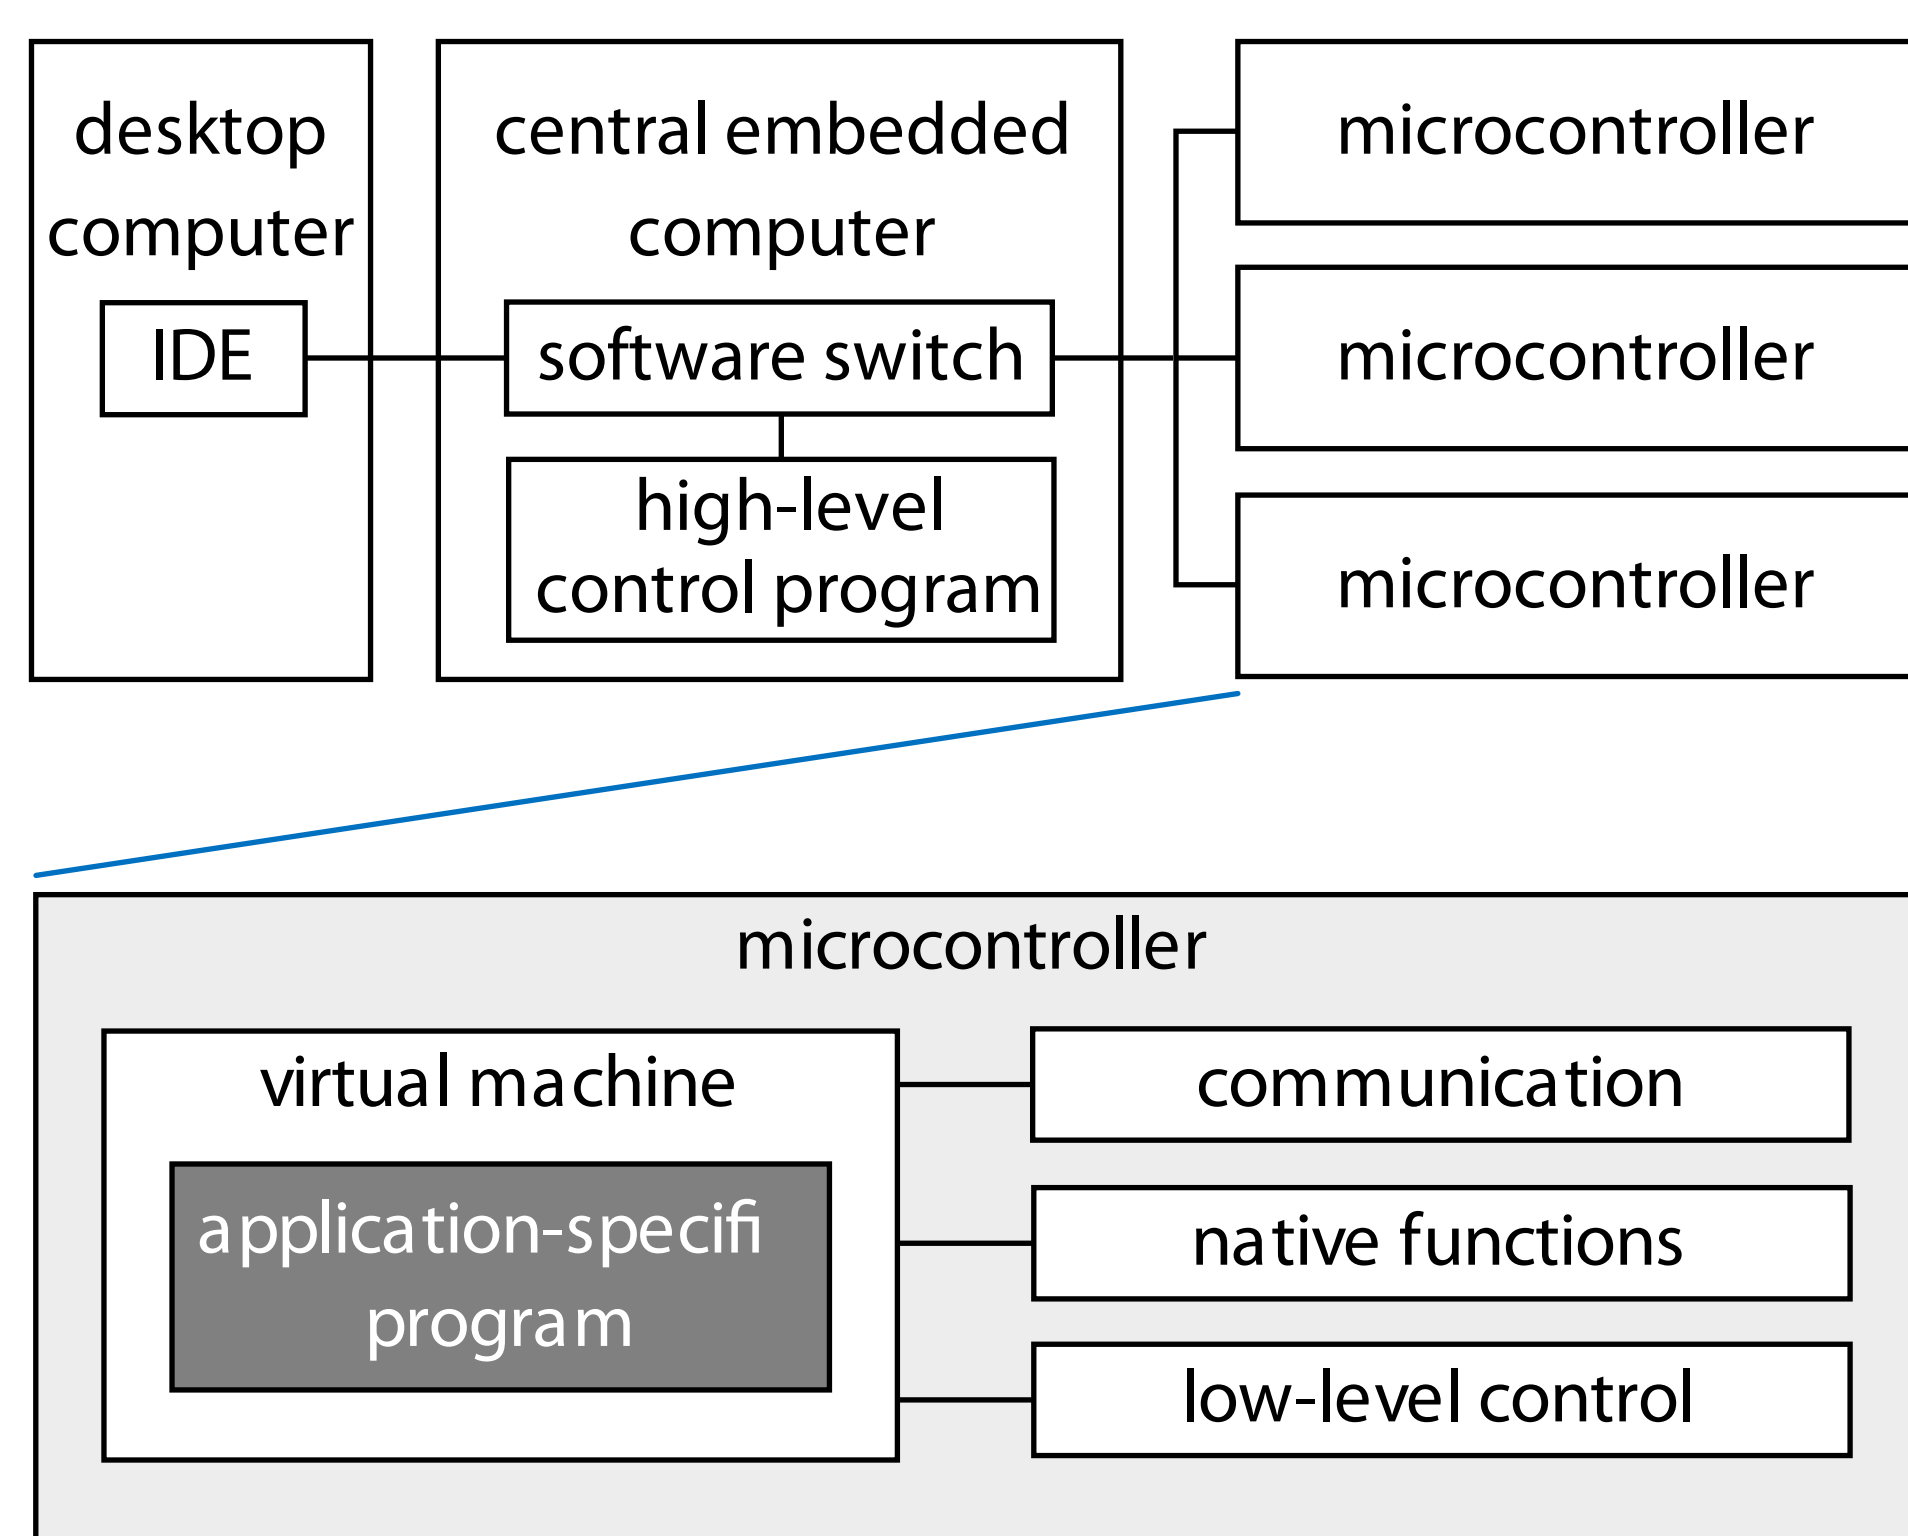 desktop
computer
IDE
central embedded
computer
software switch
high-level
control program
microcontroller
microcontroller
microcontroller
microcontroller
virtual machine
application-specifi
program
communication
native functions
low-level control